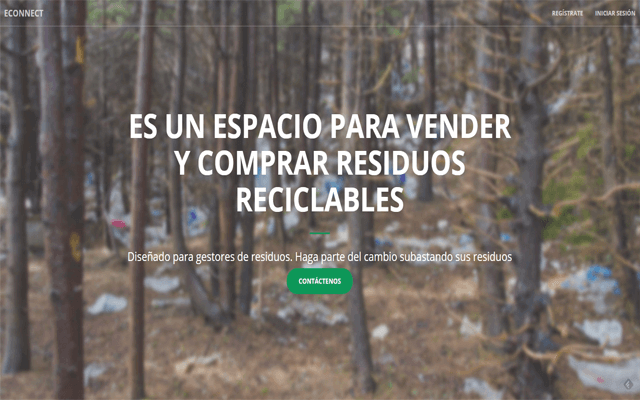 ECONNECT
REGÍSTRATE
INICIAR SESIÓN
ES UN ESPACIO PARA VENDER
Y COMPRAR RESIDUOS
RECICLABLES
Diseñado para gestores de residuos. Haga parte del cambio subastando sus residuos
CONTÁCTENOS